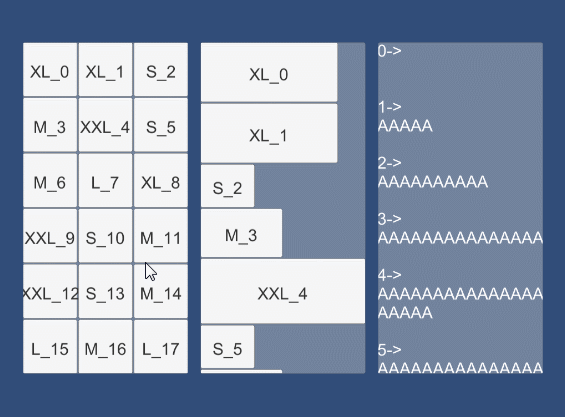 XL_0 XL_1 S_2
M_3 XXL_4 S_5
M_6 L_7 XL_8
XXL_9 S_10 M_11
XXL_12 S_13 M_14
L_15 M_16 L_17
XL_0
XL_1
S_2
M_3
XXL_4
S_5
0->
1->
AAAAA
2->
AAAAAAAAAA
3->
AAAAAAAAAAAAAAA
4->
AAAAAAAAAAAAAAA
AAAAA
5->
AAAAAAAAAAAAAAA